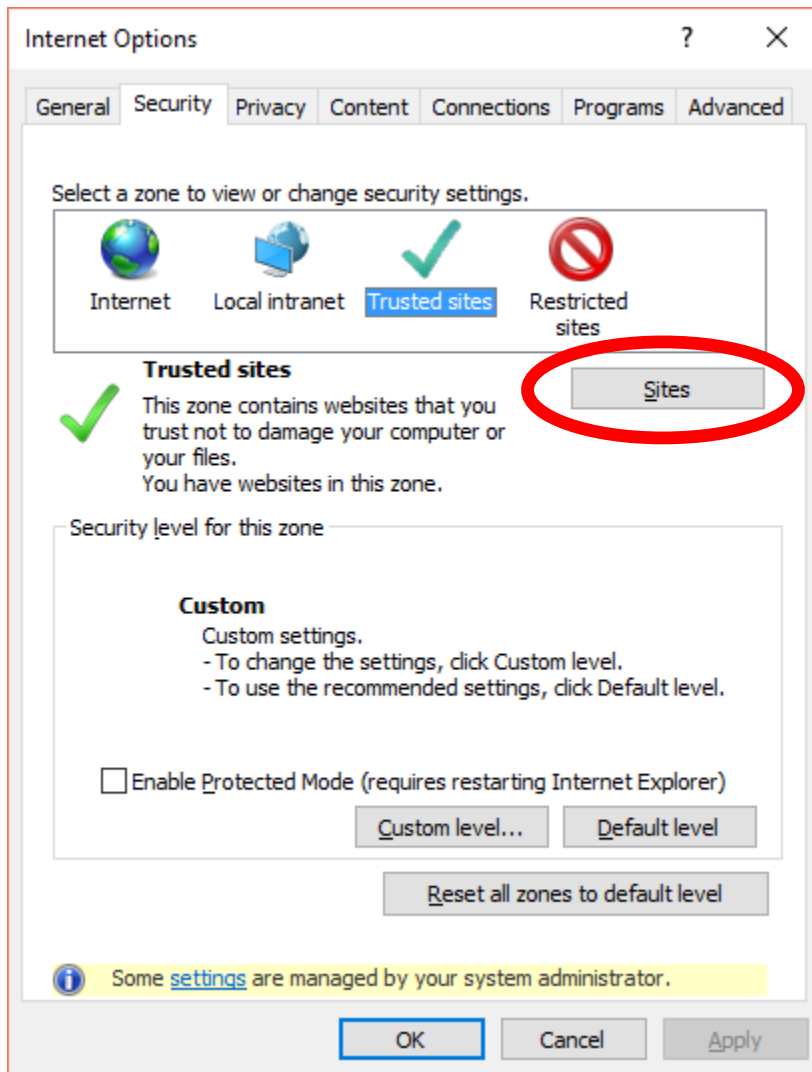 Internet Options ?
General Security Privacy Content Connections Programs Advanced
Select a zone to view or change security settings.
Internet Local intranet Trusted sites Restricted
sites
Trusted sites
Sites
This zone contains websites that you
trust not to damage your computer or
your files.
You have websites in this zone.
Security level for this zone
Custom
Custom settings.
- To change the settings, click Custom level.
- To use the recommended settings, click Default level.
Enable Protected Mode (requires restarting Internet Explorer)
Custom level... Default level
Reset all zones to default level
Some settings are managed by your system administrator.
OK Cancel Apply